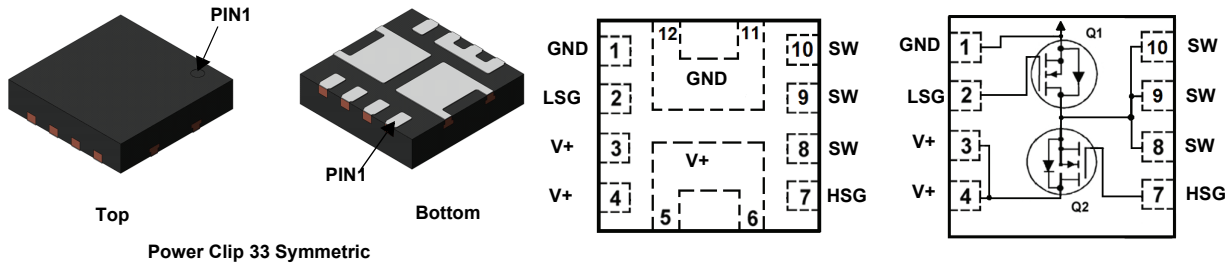 PIN1
Top
PIN1
Bottom
Power Clip 33 Symmetric
GND 1 12 11 10 SW
GND
LSG 2 9 SW
V+ 3 V+ 8 SW
V+ 4 5 6 7 HSG
GND 1 Q1 10 SW
LSG 2 9 SW
V+ 3 8 SW
V+ 4 Q2 7 HSG